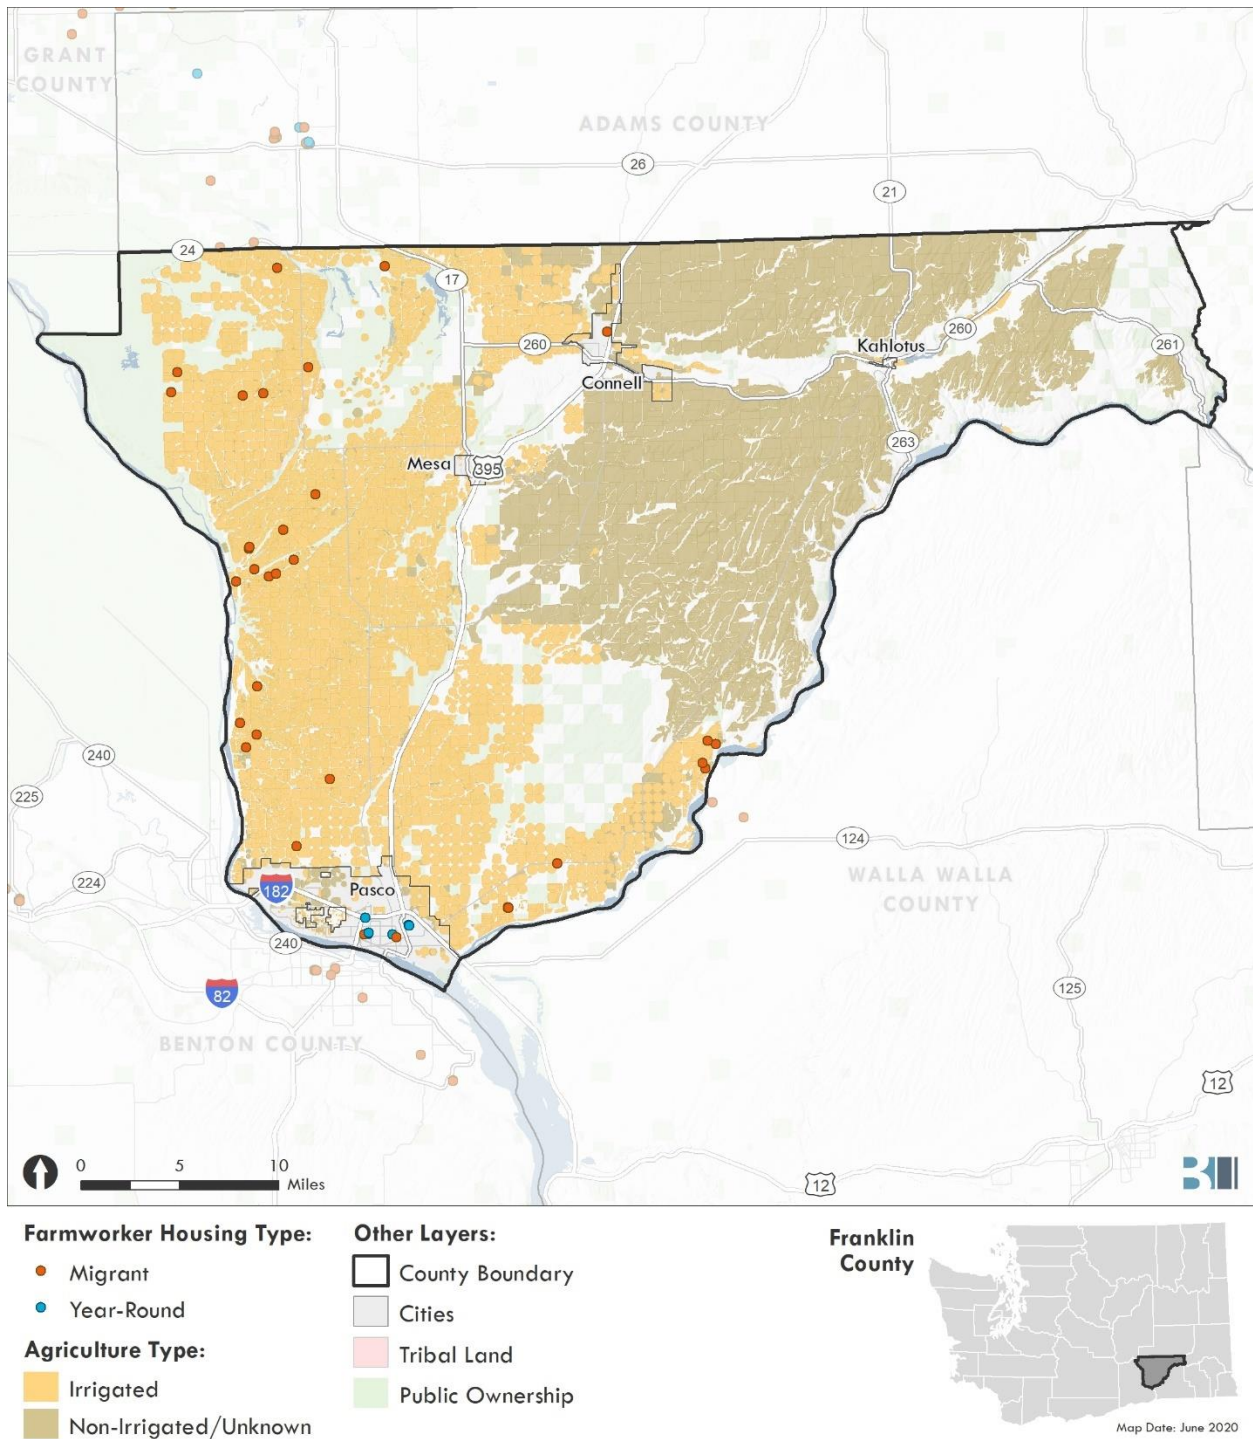 GRANT
COUNTY
ADAMS COUNTY
26
21
24
17
260
Kahlotus
260
261
Connell
263
Mesa
395
240
225
124
224
182
Pasco
WALLA WALLA
COUNTY
240
82
125
BENTON COUNTY
12
0 5 10
Miles
12
Farmworker Housing Type:
Migrant
Year-Round
Agriculture Type:
Irrigated
Non-Irrigated/Unknown
Other Layers:
County Boundary
Cities
Tribal Land
Public Ownership
Franklin
County
Map Date: June 2020